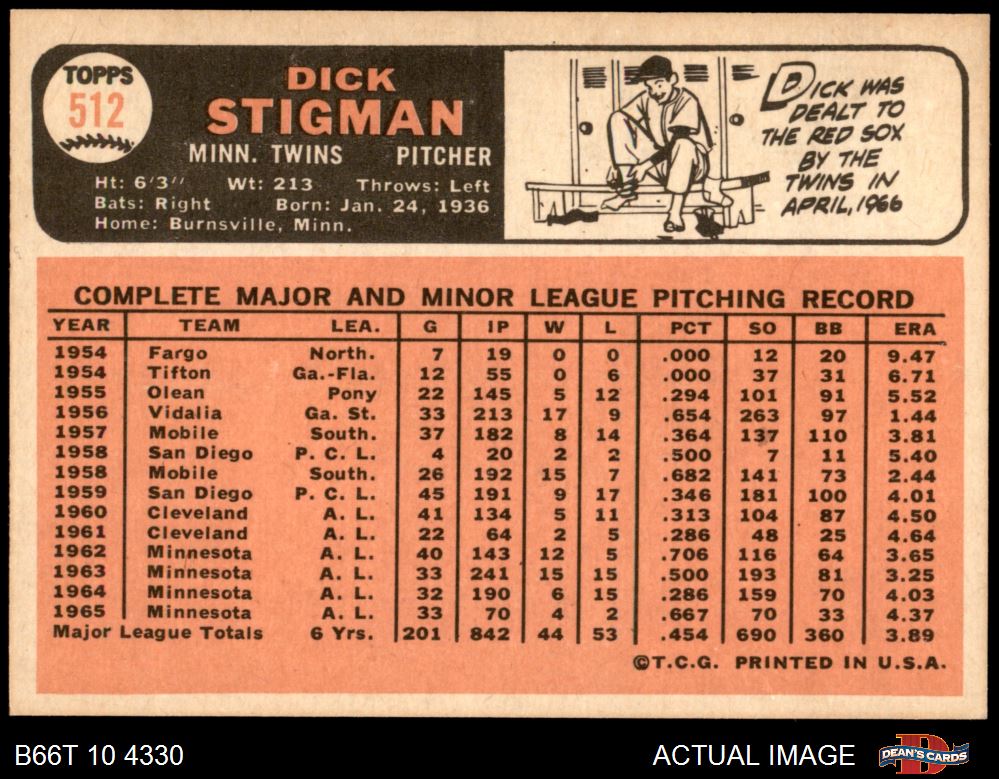 TOPPS
512
DICK
STIGMAN
MINN. TWINS PITCHER
Ht: 6'3" Wt: 213 Throws: Left
Bats: Right Born: Jan. 24, 1936
Home: Burnsville, Minn.
DICK WAS
DEALT TO
THE RED SOX
BY THE
TWINS IN
APRIL, 1966
COMPLETE MAJOR AND MINOR LEAGUE PITCHING RECORD
YEAR TEAM LEA. G IP W L PCT SO BB ERA
1954 Fargo North. 7 19 0 0 .000 12 20 9.47
1954 Tifton Ga.-Fla. 12 55 0 6 .000 37 31 6.71
1955 Olean Pony 22 145 5 12 .294 101 91 5.52
1956 Vidalia Ga. St. 33 213 17 9 .654 263 97 1.44
1957 Mobile South. 37 182 8 14 .364 137 110 3.81
1958 San Diego P. C. L. 4 20 2 2 .500 7 11 5.40
1958 Mobile South. 26 192 15 7 .682 141 73 2.44
1959 San Diego P. C. L. 45 191 9 17 .346 181 100 4.01
1960 Cleveland A. L. 41 134 5 11 .313 104 87 4.50
1961 Cleveland A. L. 22 64 2 5 .286 48 25 4.64
1962 Minnesota A. L. 40 143 12 5 .706 116 64 3.65
1963 Minnesota A. L. 33 241 15 15 .500 193 81 3.25
1964 Minnesota A. L. 32 190 6 15 .286 159 70 4.03
1965 Minnesota A. L. 33 70 4 2 .667 70 33 4.37
Major League Totals 6 Yrs. 201 842 44 53 .454 690 360 3.89
©T.C.G. PRINTED IN U.S.A.
B66T 10 4330 ACTUAL IMAGE DEAN'S CARDS